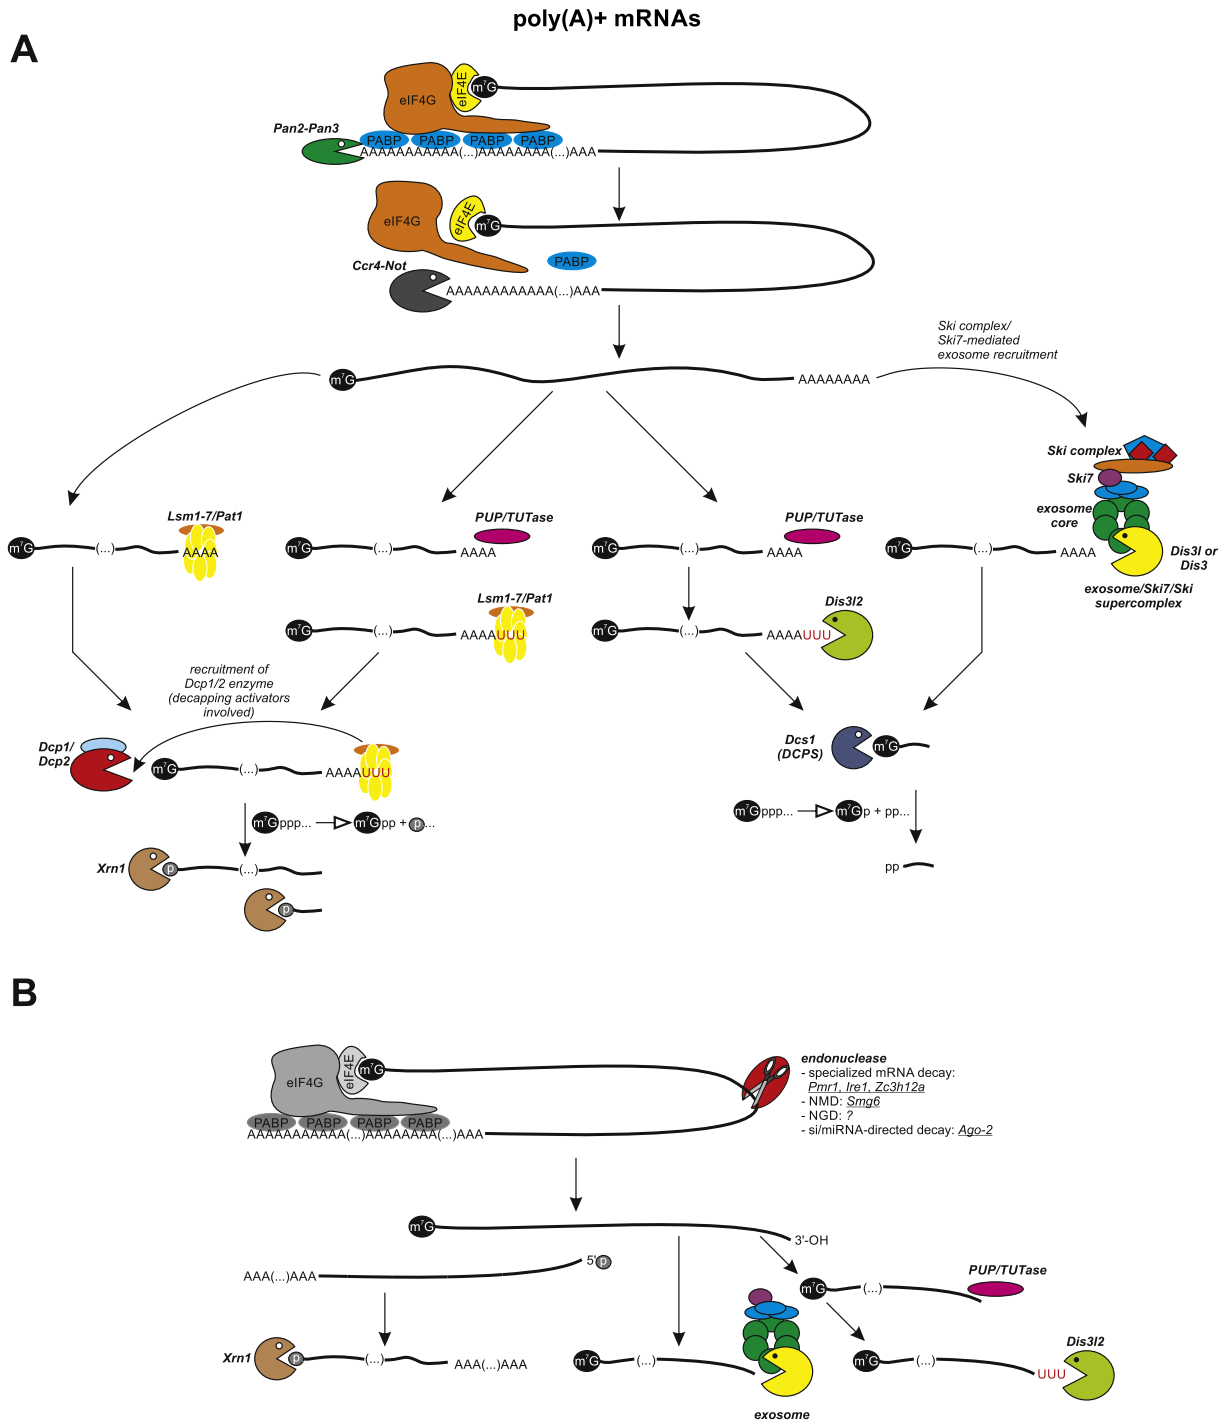 poly(A)+ mRNAs
A
eIF4G
eIF4E
m⁷G
Pan2-Pan3
PABP PABP PABP PABP
AAAAAAAAAAA(...)AAAAAAAA(...)AAA
eIF4G
eIF4E
m⁷G
PABP
Ccr4-Not
AAAAAAAAAAAA(...)AAA
Ski complex/
Ski7-mediated
exosome recruitment
m⁷G
AAAAAAAA
Ski complex
Ski7
exosome
core
Dis3l or
Dis3
exosome/Ski7/Ski
supercomplex
Lsm1-7/Pat1
m⁷G (...) AAAA
PUP/TUTase
m⁷G (...) AAAA
PUP/TUTase
m⁷G (...) AAAA
m⁷G (...) AAAA
Lsm1-7/Pat1
m⁷G (...) AAAAUUU
Dis3l2
m⁷G (...) AAAAUUU
recruitment of
Dcp1/2 enzyme
(decapping activators
involved)
Dcp1/
Dcp2
m⁷G (...) AAAAUUU
Dcs1
(DCPS)
m⁷G
m⁷Gppp... m⁷Gpp + p...
m⁷Gppp... m⁷Gp + pp...
Xrn1
p (...)
pp
p
B
eIF4G
eIF4E
m⁷G
PABP PABP PABP PABP
AAAAAAAAAAA(...)AAAAAAAA(...)AAA
endonuclease
- specialized mRNA decay:
Pmr1, Ire1, Zc3h12a
- NMD: Smg6
- NGD: ?
- si/miRNA-directed decay: Ago-2
m⁷G
3'-OH
5'p
AAA(...)AAA
PUP/TUTase
m⁷G (...)
Xrn1
p (...) AAA(...)AAA
m⁷G (...)
exosome
Dis3l2
m⁷G (...) UUU